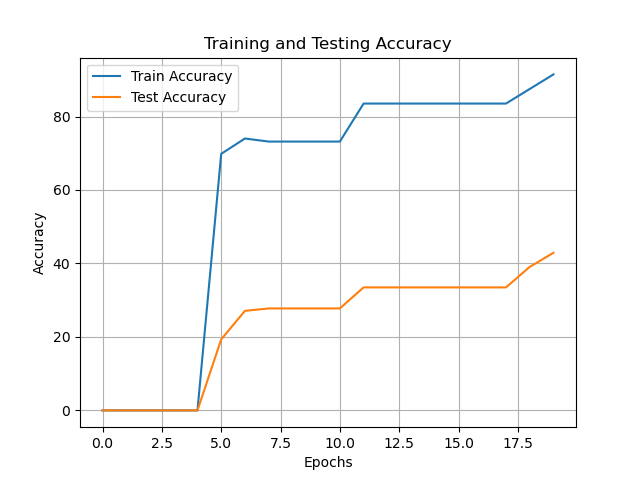 Training and Testing Accuracy
Train Accuracy
Test Accuracy
80
60
40
20
0
Accuracy
0.0 2.5 5.0 7.5 10.0 12.5 15.0 17.5
Epochs